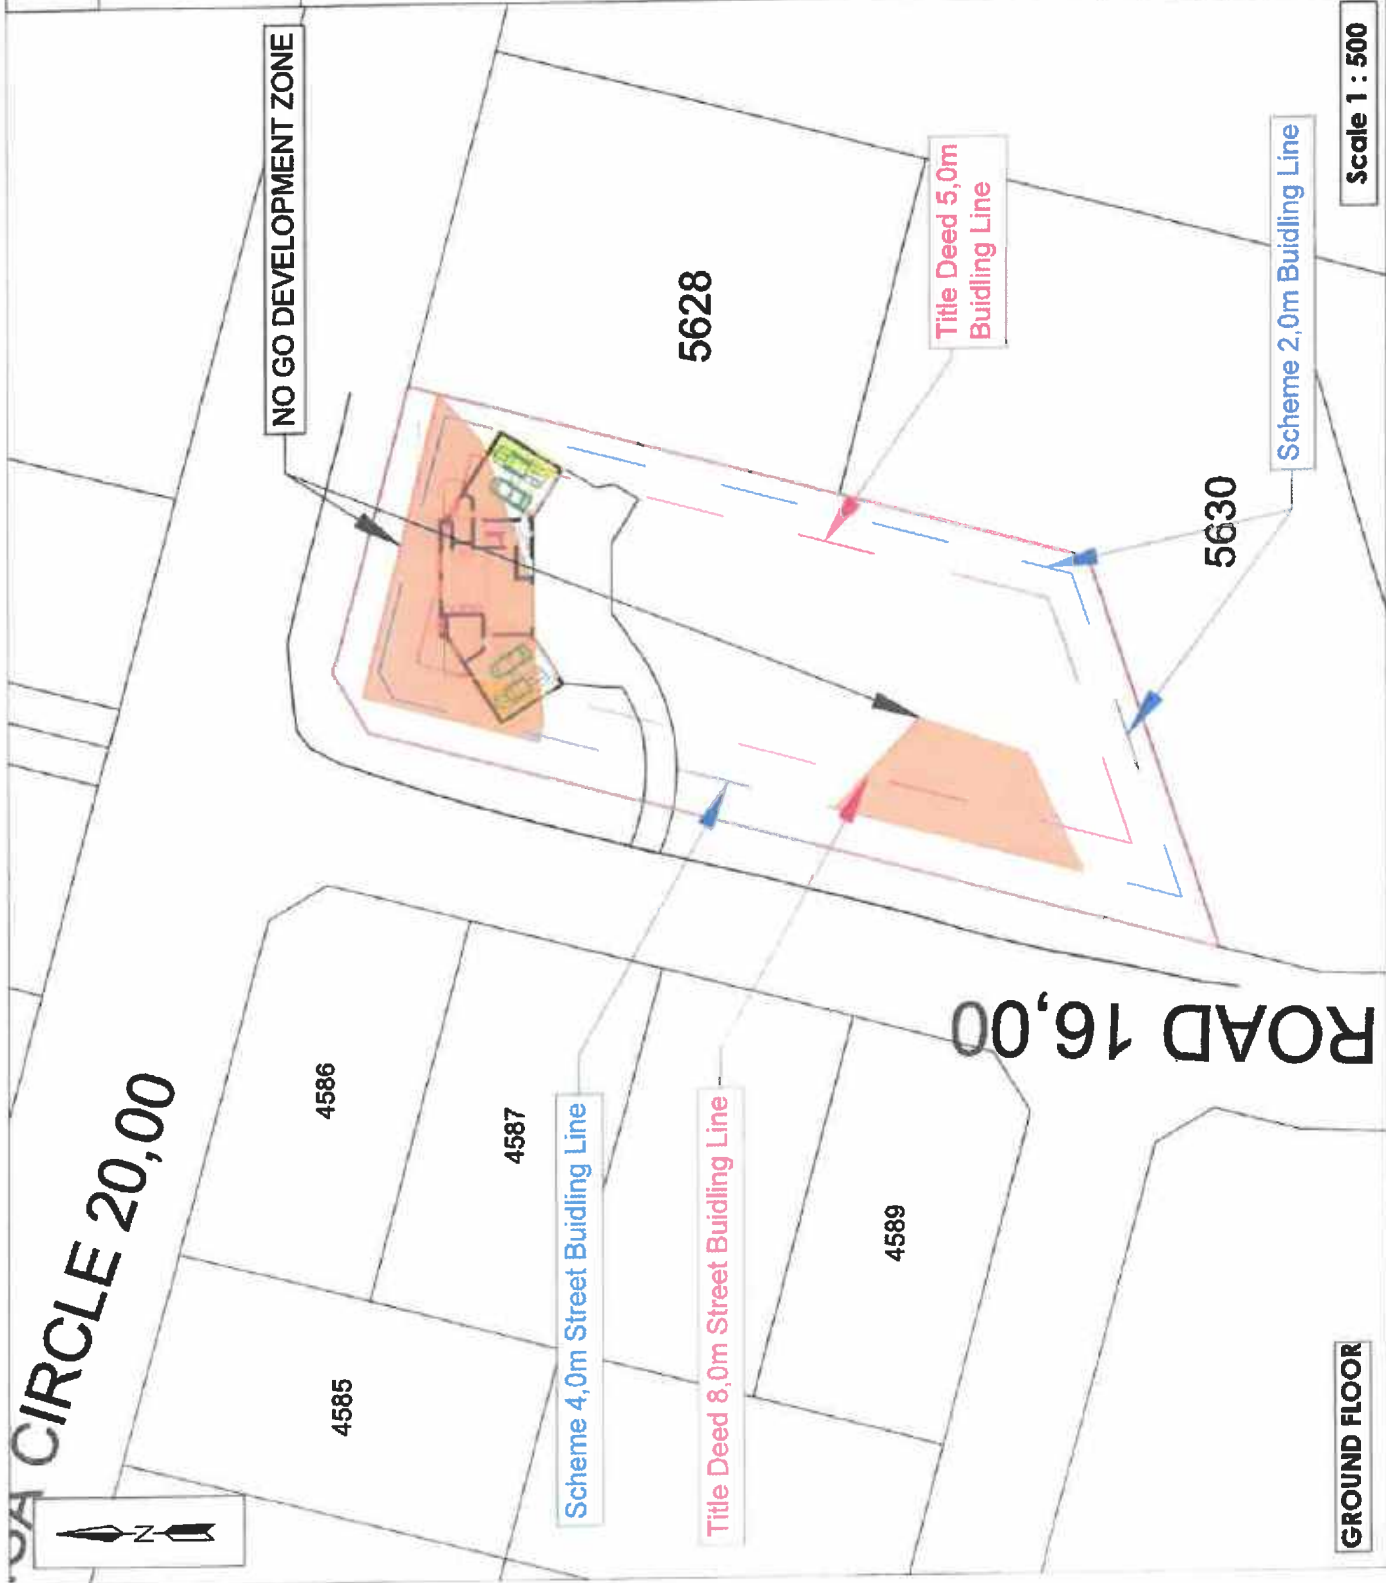 NO GO DEVELOPMENT ZONE
Scale 1 : 500
5628
Title Deed 5,0m
Buidling Line
Scheme 2,0m Buidling Line
5630
CIRCLE 20,00
4586
4587
4585
4589
ROAD 16,00
Scheme 4,0m Street Buidling Line
Title Deed 8,0m Street Buidling Line
N
GROUND FLOOR